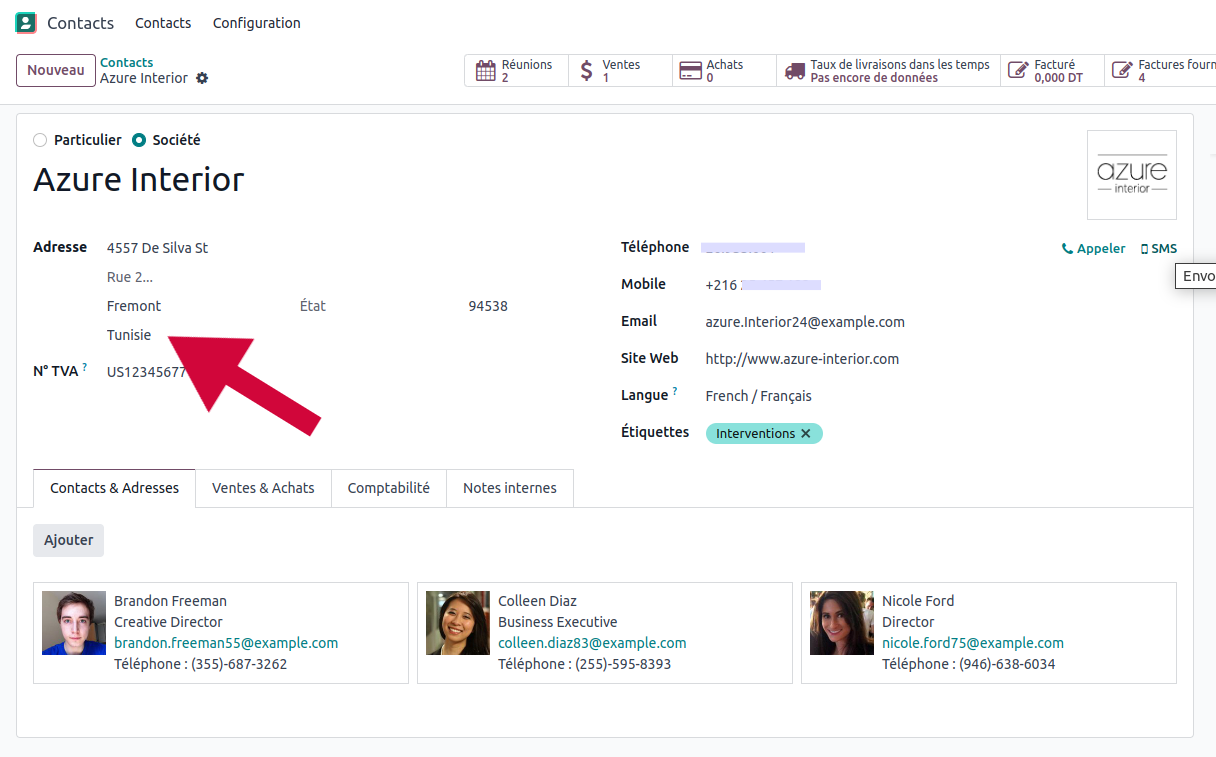 Contacts Contacts Configuration
Nouveau
Contacts
Azure Interior
Réunions
2
Ventes
1
Achats
0
Taux de livraisons dans les temps
Pas encore de données
Facturé
0,000 DT
Factures fourn
4
Particulier Société
Azure Interior
azure
interior
Adresse 4557 De Silva St
Rue 2...
Fremont État 94538
Tunisie
N° TVA ? US12345677
Téléphone Appeler SMS
Envo
Mobile +216
Email azure.Interior24@example.com
Site Web http://www.azure-interior.com
Langue ? French / Français
Étiquettes Interventions ✕
Contacts & Adresses Ventes & Achats Comptabilité Notes internes
Ajouter
Brandon Freeman
Creative Director
brandon.freeman55@example.com
Téléphone : (355)-687-3262
Colleen Diaz
Business Executive
colleen.diaz83@example.com
Téléphone : (255)-595-8393
Nicole Ford
Director
nicole.ford75@example.com
Téléphone : (946)-638-6034